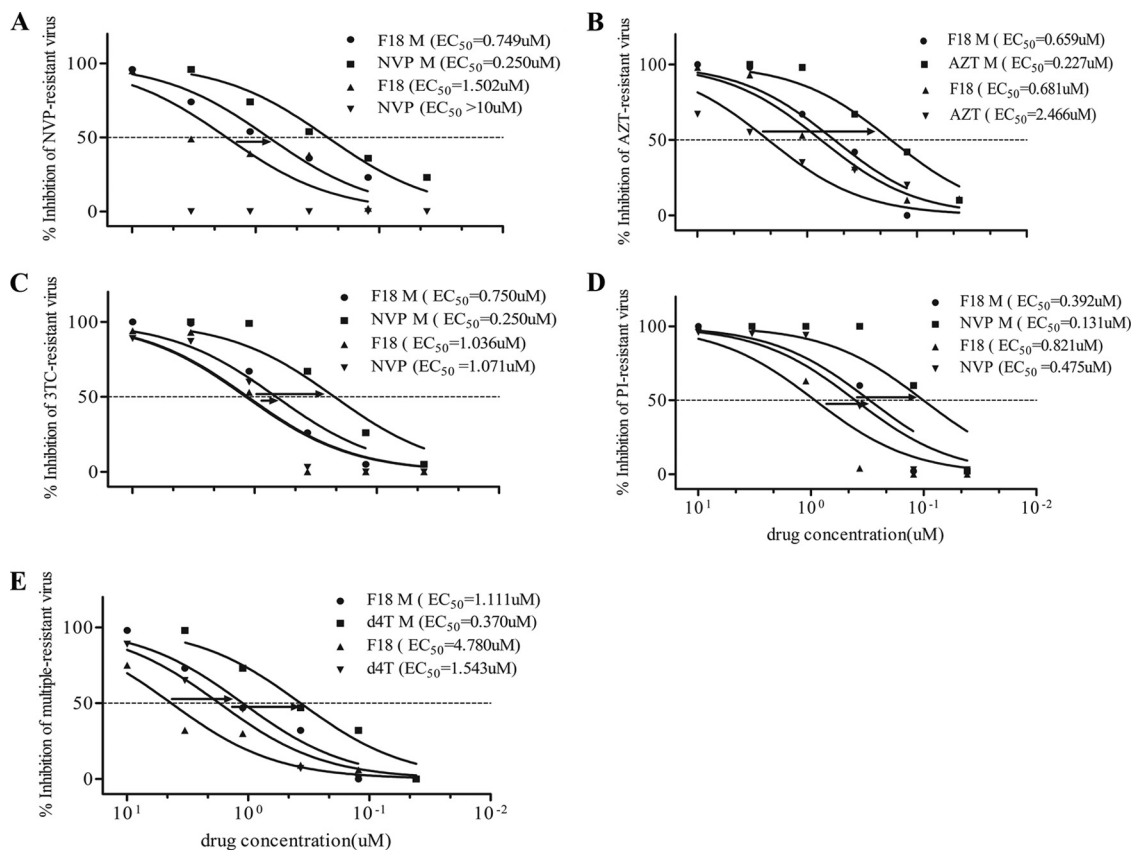 A
% Inhibition of NVP-resistant virus
100
50
0
F18 M (EC50=0.749uM)
NVP M (EC50=0.250uM)
F18 (EC50=1.502uM)
NVP (EC50 >10uM)
B
% Inhibition of AZT-resistant virus
100
50
0
F18 M ( EC50=0.659uM)
AZT M ( EC50=0.227uM)
F18 ( EC50=0.681uM)
AZT ( EC50=2.466uM)
C
% Inhibition of 3TC-resistant virus
100
50
0
F18 M ( EC50=0.750uM)
NVP M ( EC50=0.250uM)
F18 ( EC50=1.036uM)
NVP (EC50=1.071uM)
D
% Inhibition of PI-resistant virus
100
50
0
F18 M ( EC50=0.392uM)
NVP M ( EC50=0.131uM)
F18 ( EC50=0.821uM)
NVP ( EC50=0.475uM)
10^1 10^0 10^-1 10^-2
drug concentration(uM)
E
% Inhibition of multiple-resistant virus
100
50
0
F18 M ( EC50=1.111uM)
d4T M ( EC50=0.370uM)
F18 ( EC50=4.780uM)
d4T (EC50=1.543uM)
10^1 10^0 10^-1 10^-2
drug concentration(uM)